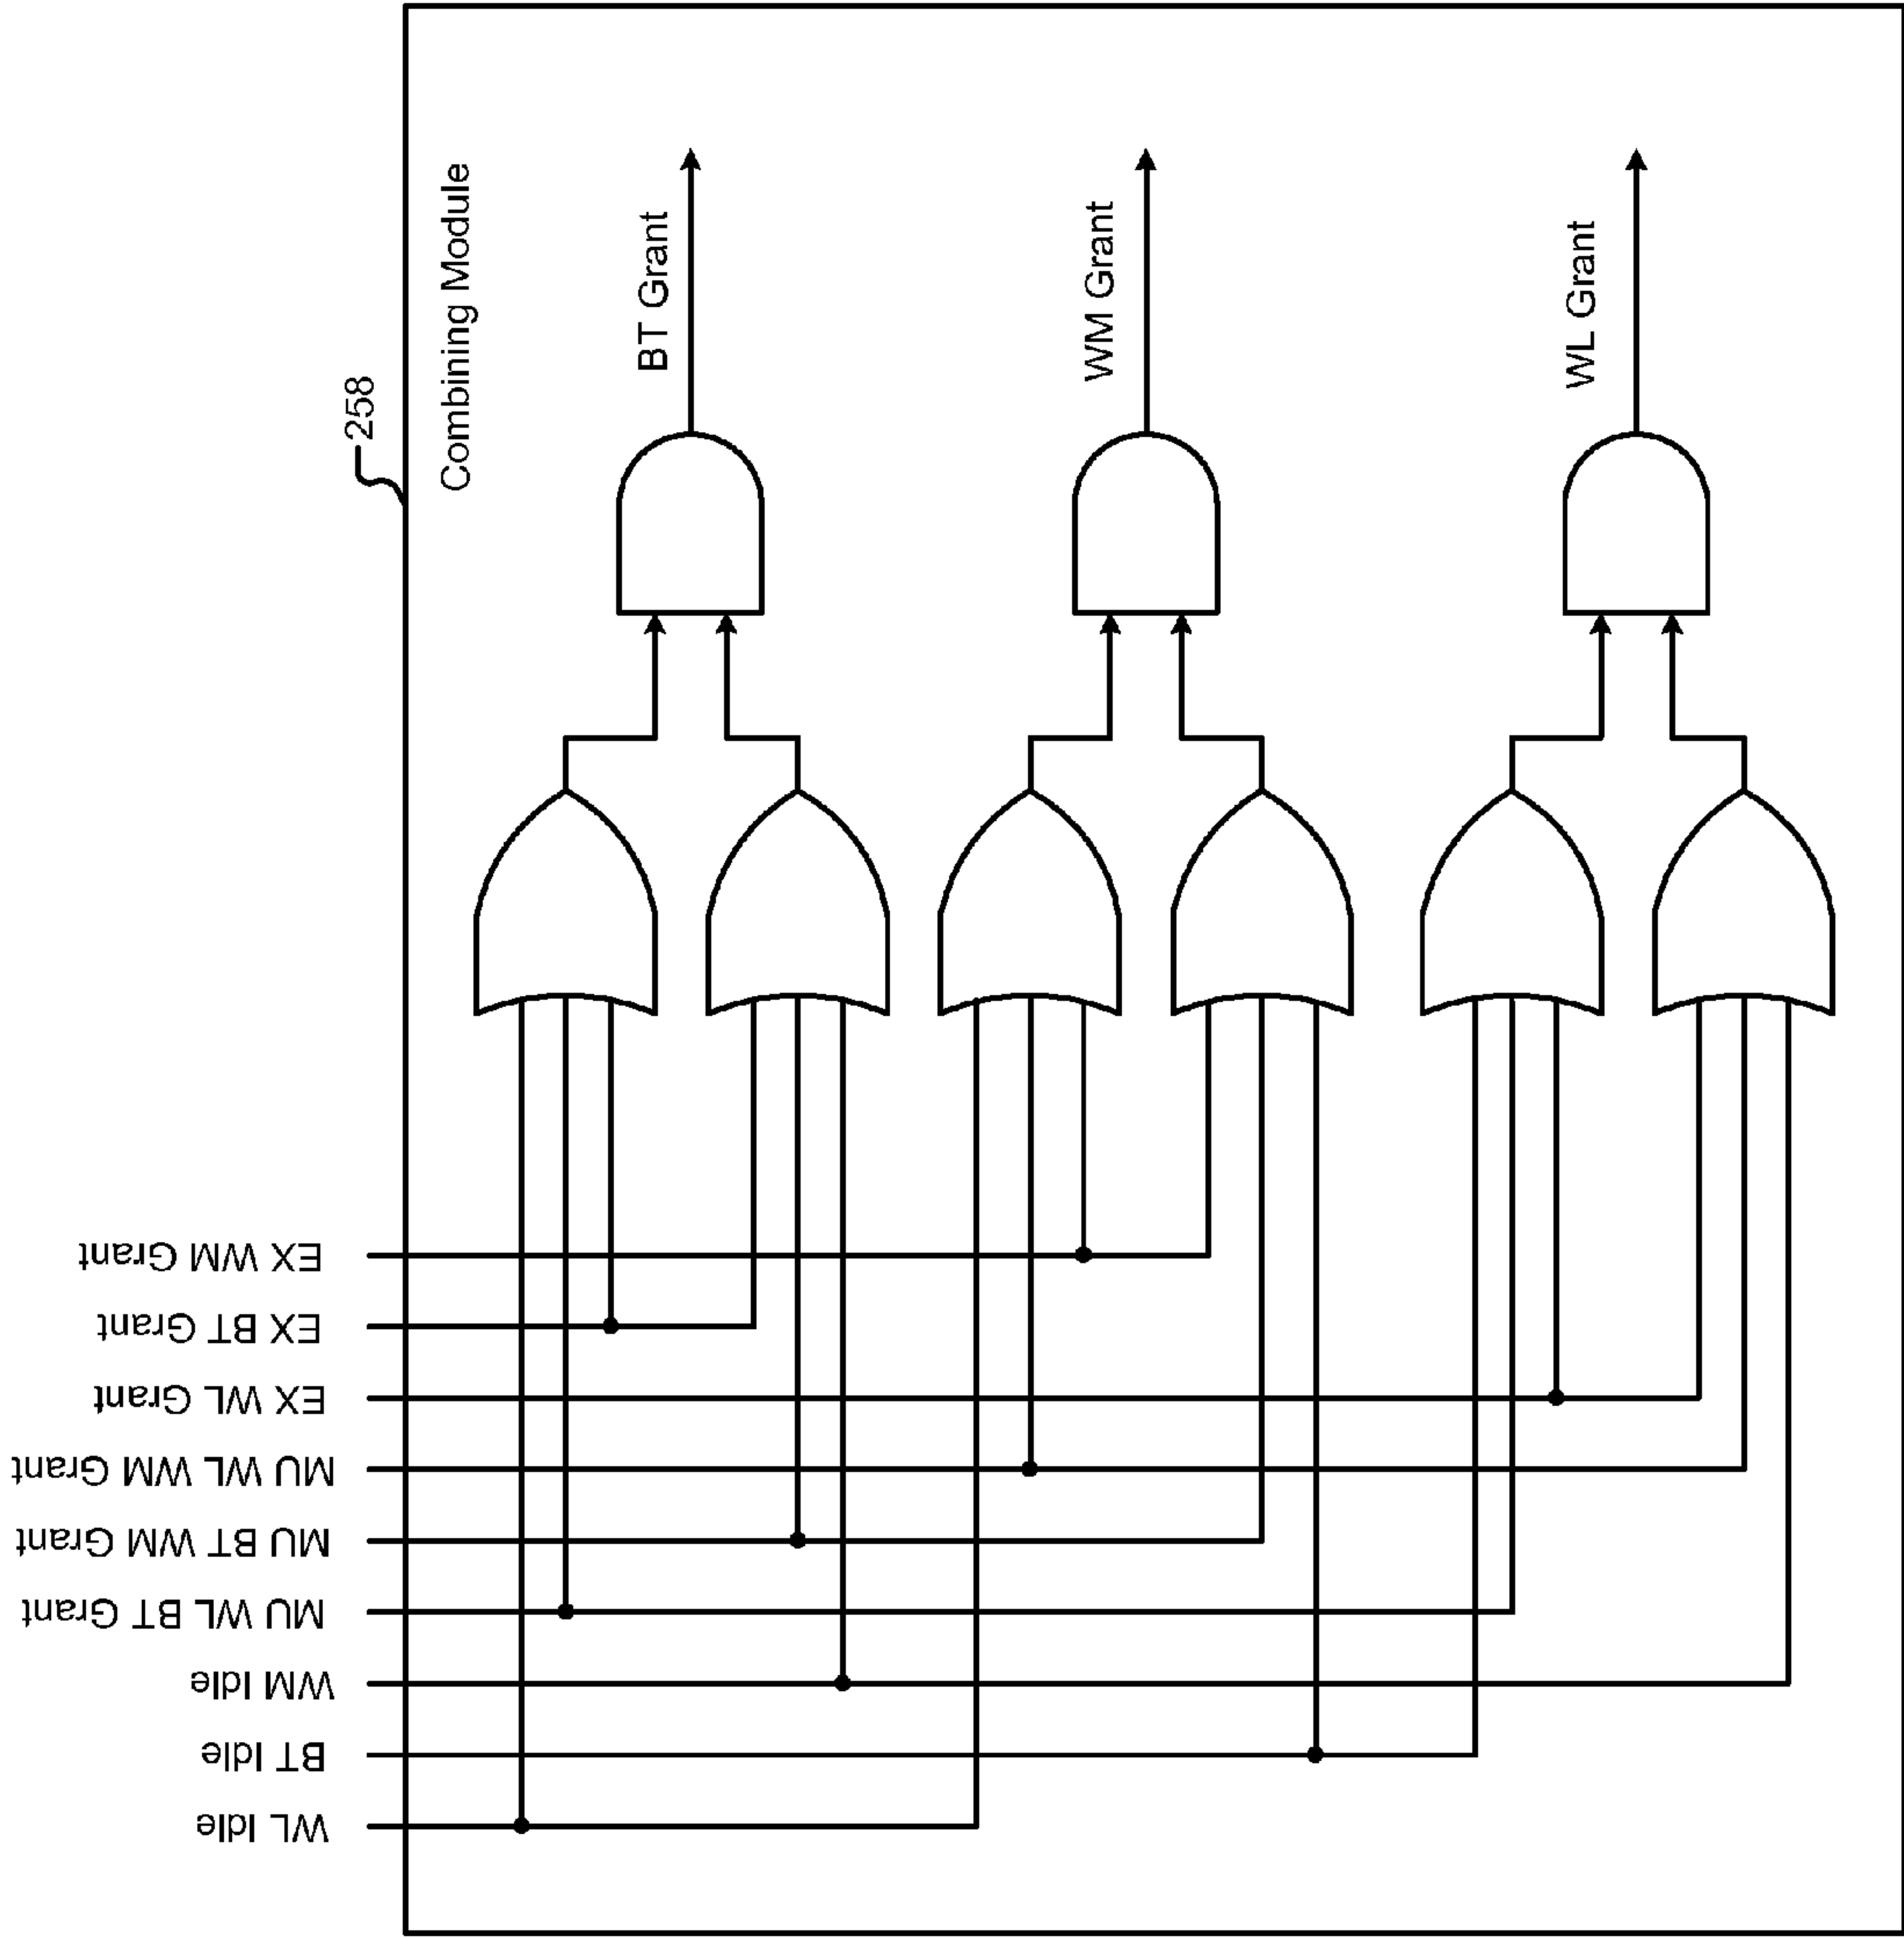 258
Combining Module
EX WM Grant
EX BT Grant
EX WL Grant
MU WL WM Grant
MU BT WM Grant
MU WL BT Grant
WM Idle
BT Idle
WL Idle
BT Grant
WM Grant
WL Grant